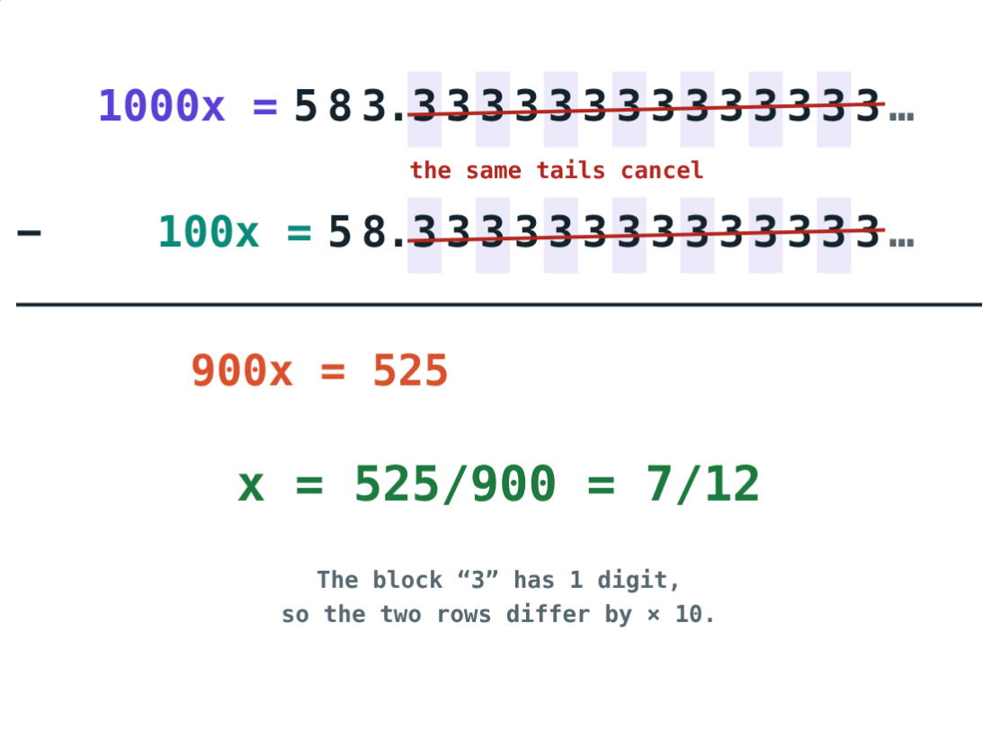 1000x = 583.33333333333333…
the same tails cancel
− 100x = 58.33333333333333…
900x = 525
x = 525/900 = 7/12
The block “3” has 1 digit,
so the two rows differ by × 10.